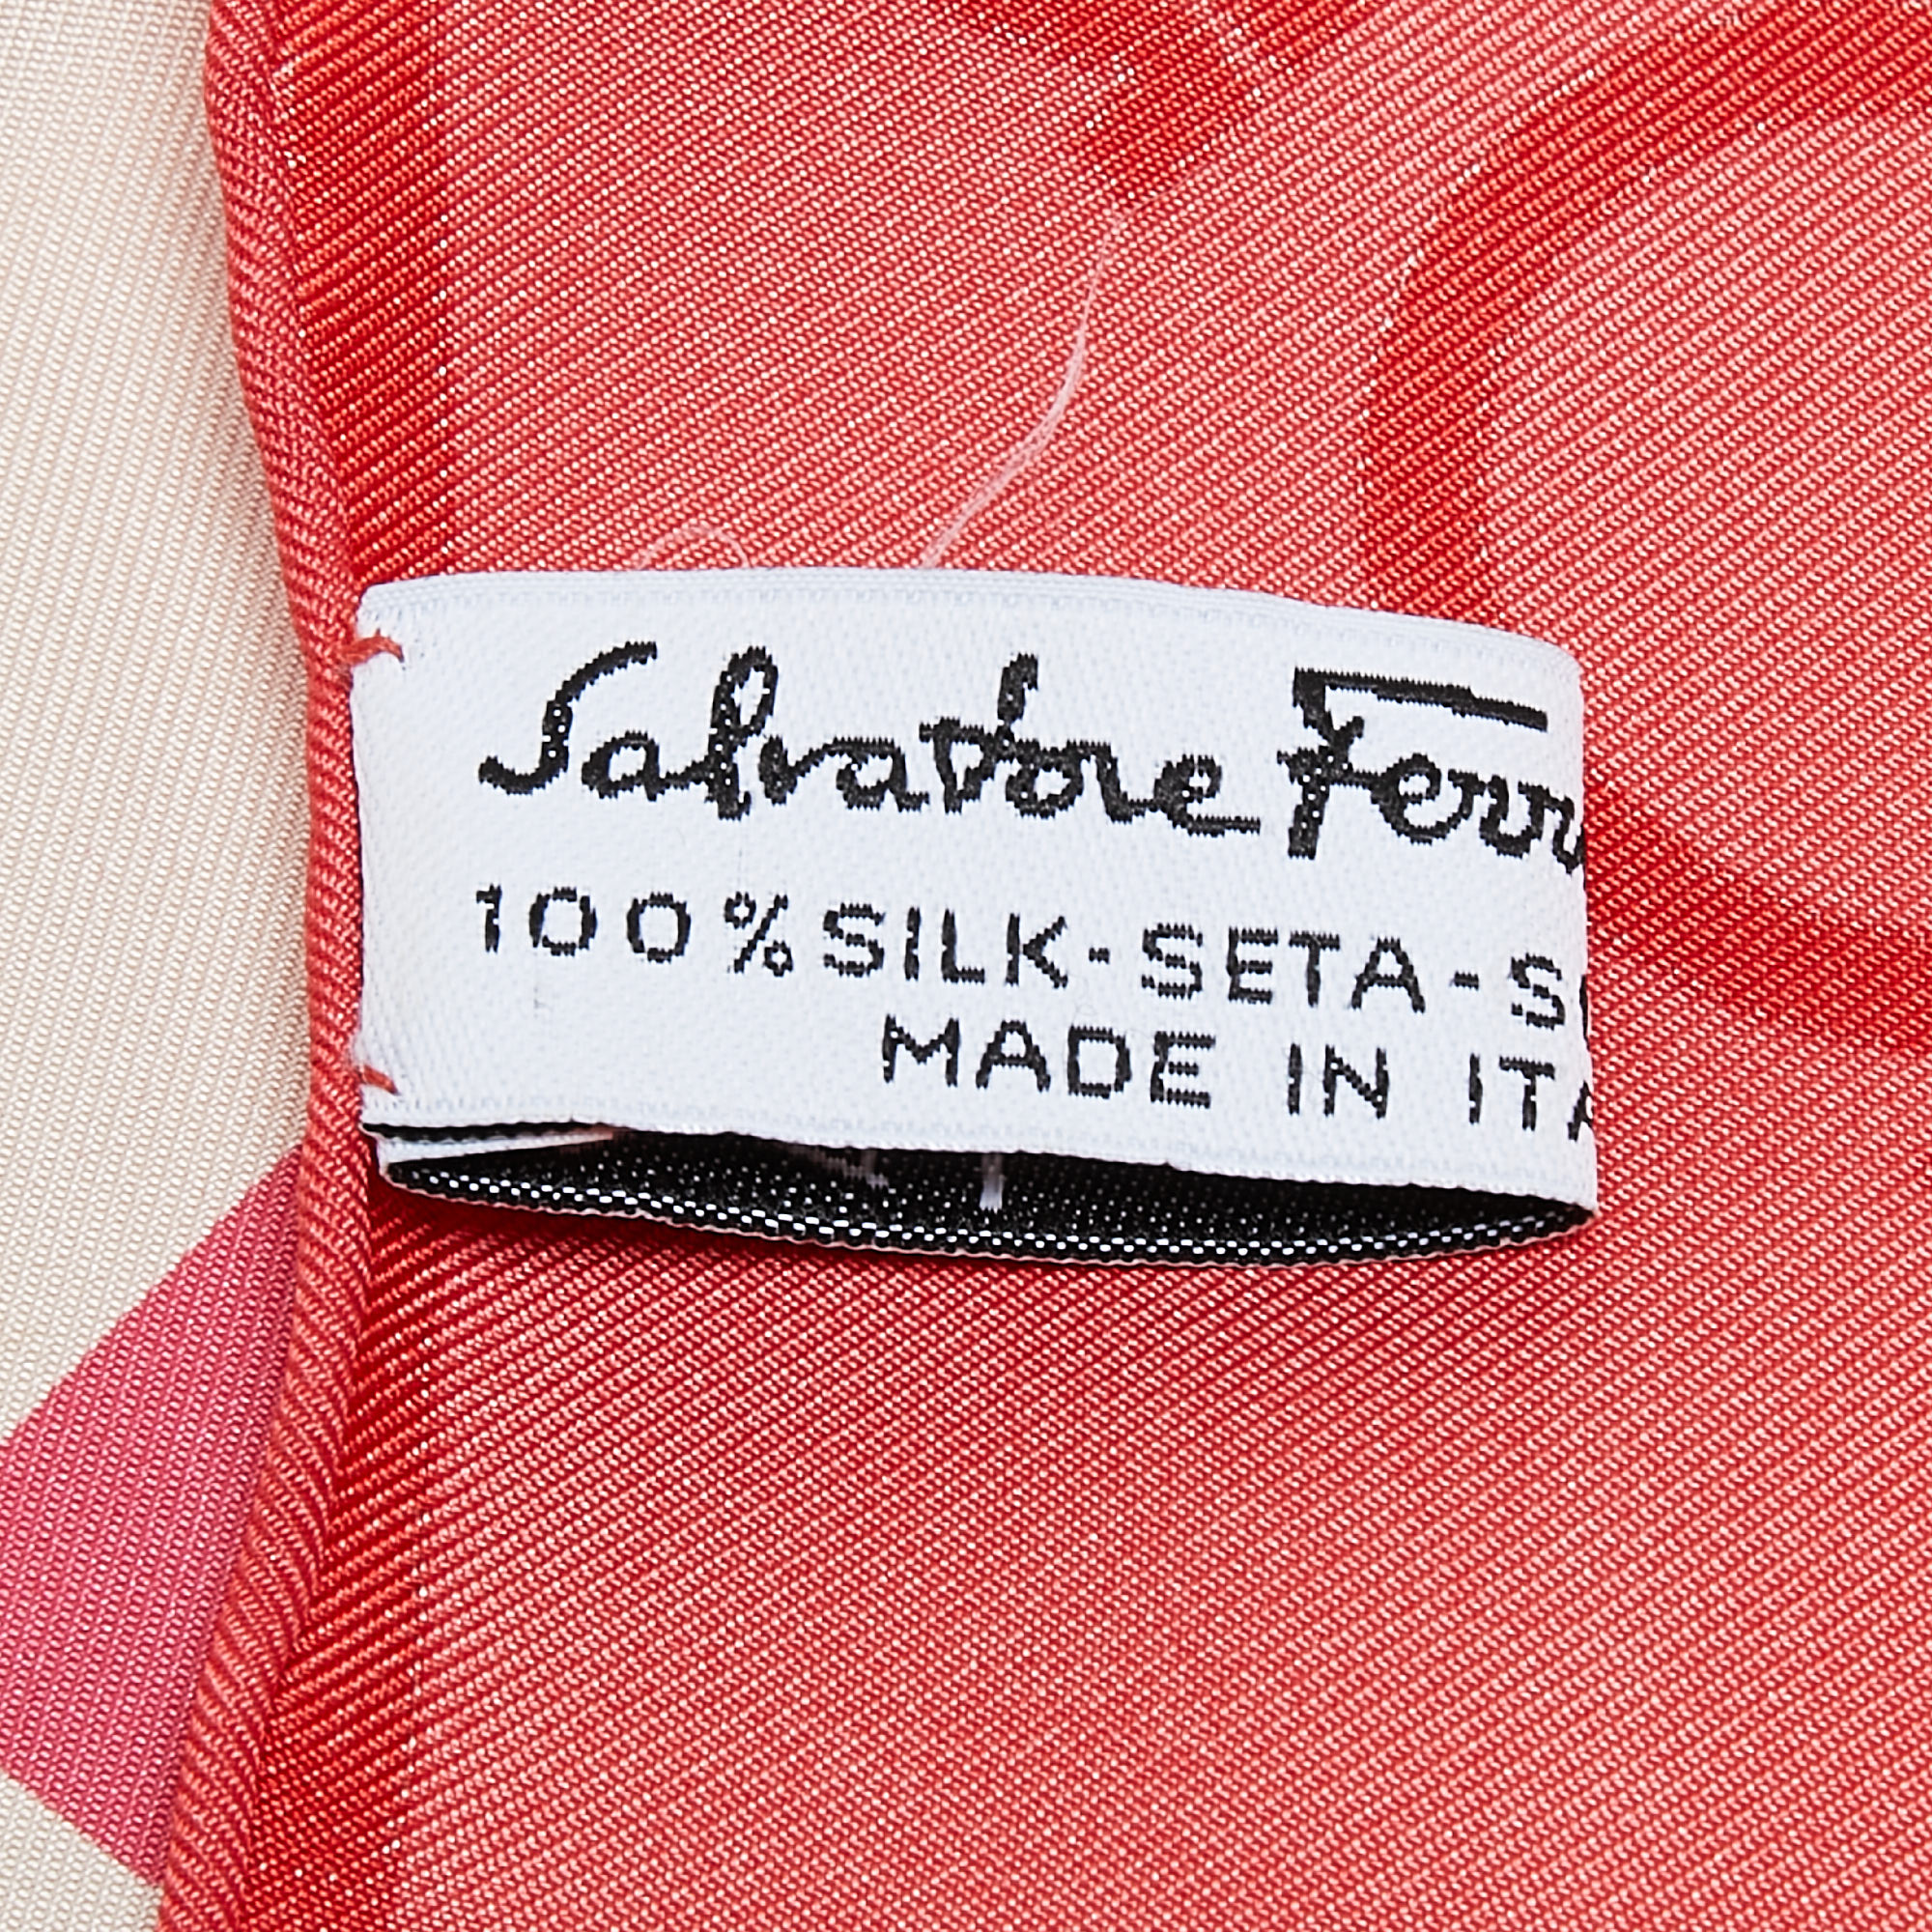 Salvatore Ferr
100% SILK - SETA - S
MADE IN ITA